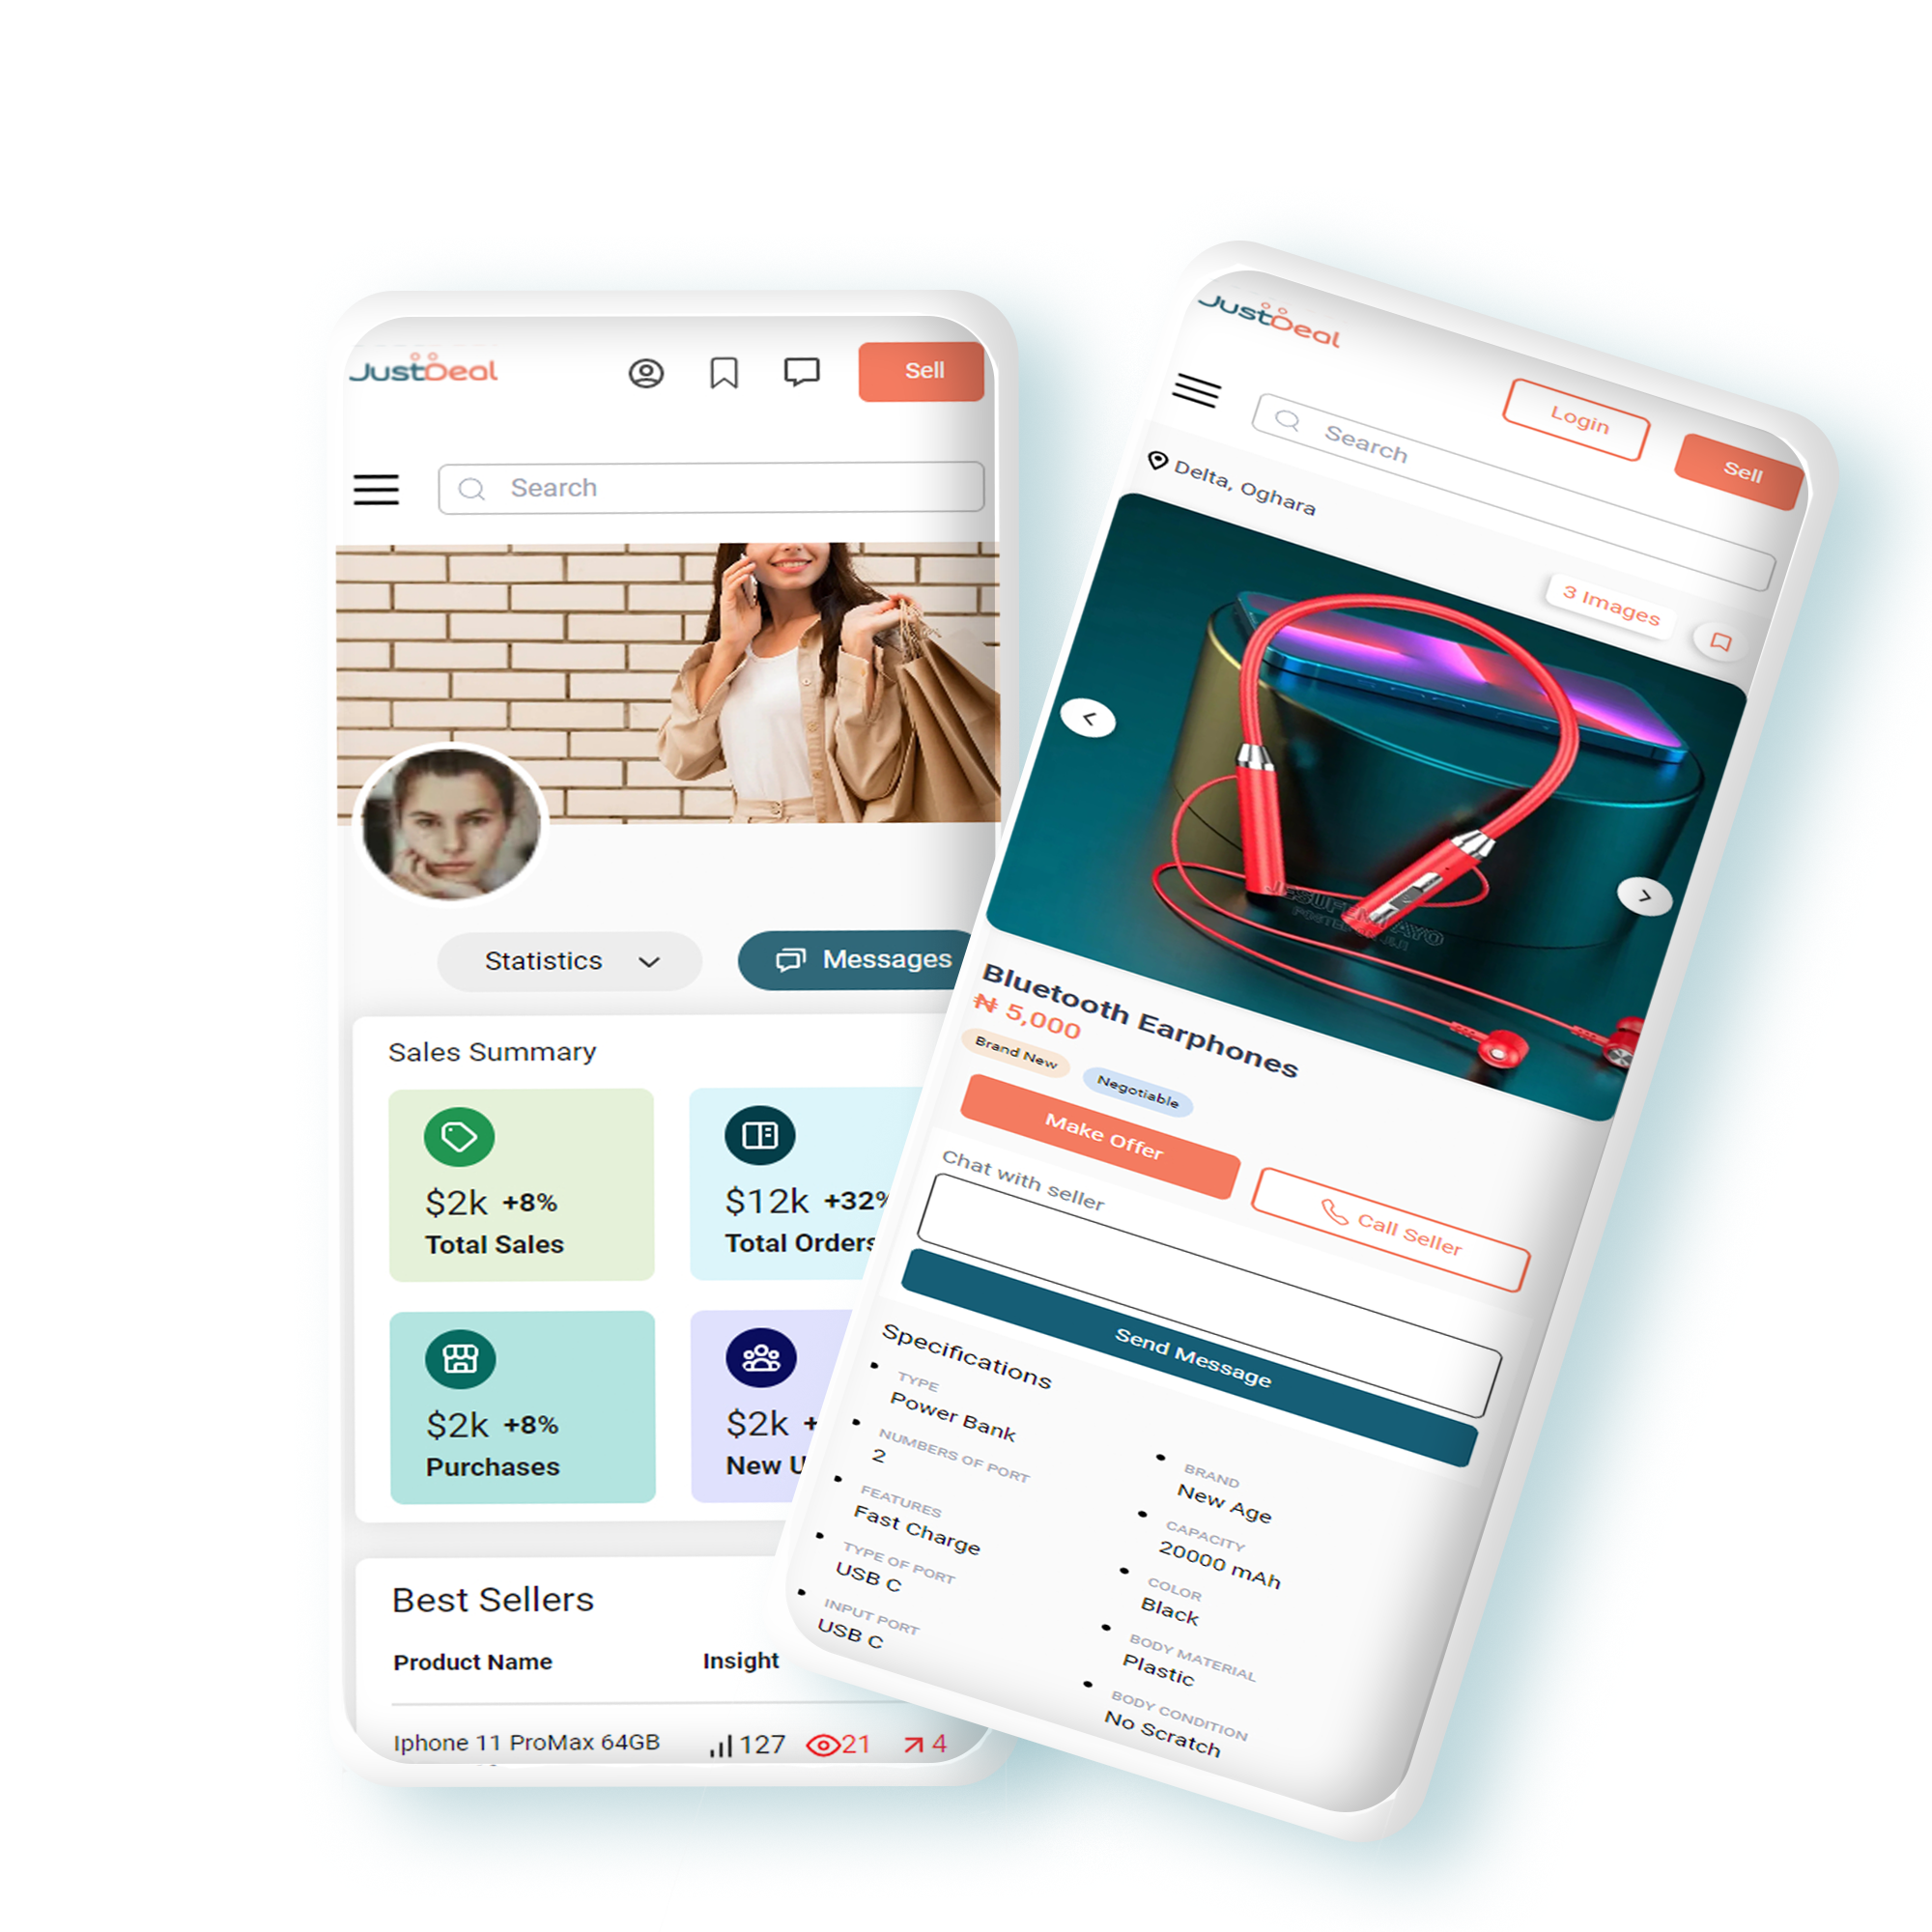 JustDeal
Sell
Search
Statistics
Messages
Sales Summary
$2k +8%
Total Sales
$12k +32%
Total Orders
$2k +8%
Purchases
$2k +
New U
Best Sellers
Product Name Insight
Iphone 11 ProMax 64GB 127 21 4
JustDeal
Login
Sell
Search
Delta, Oghara
3 Images
Bluetooth Earphones
₦ 5,000
Brand New
Negotiable
Make Offer
Call Seller
Chat with seller
Send Message
Specifications
TYPE
Power Bank
NUMBERS OF PORT
2
FEATURES
Fast Charge
TYPE OF PORT
USB C
INPUT PORT
USB C
BRAND
New Age
CAPACITY
20000 mAh
COLOR
Black
BODY MATERIAL
Plastic
BODY CONDITION
No Scratch